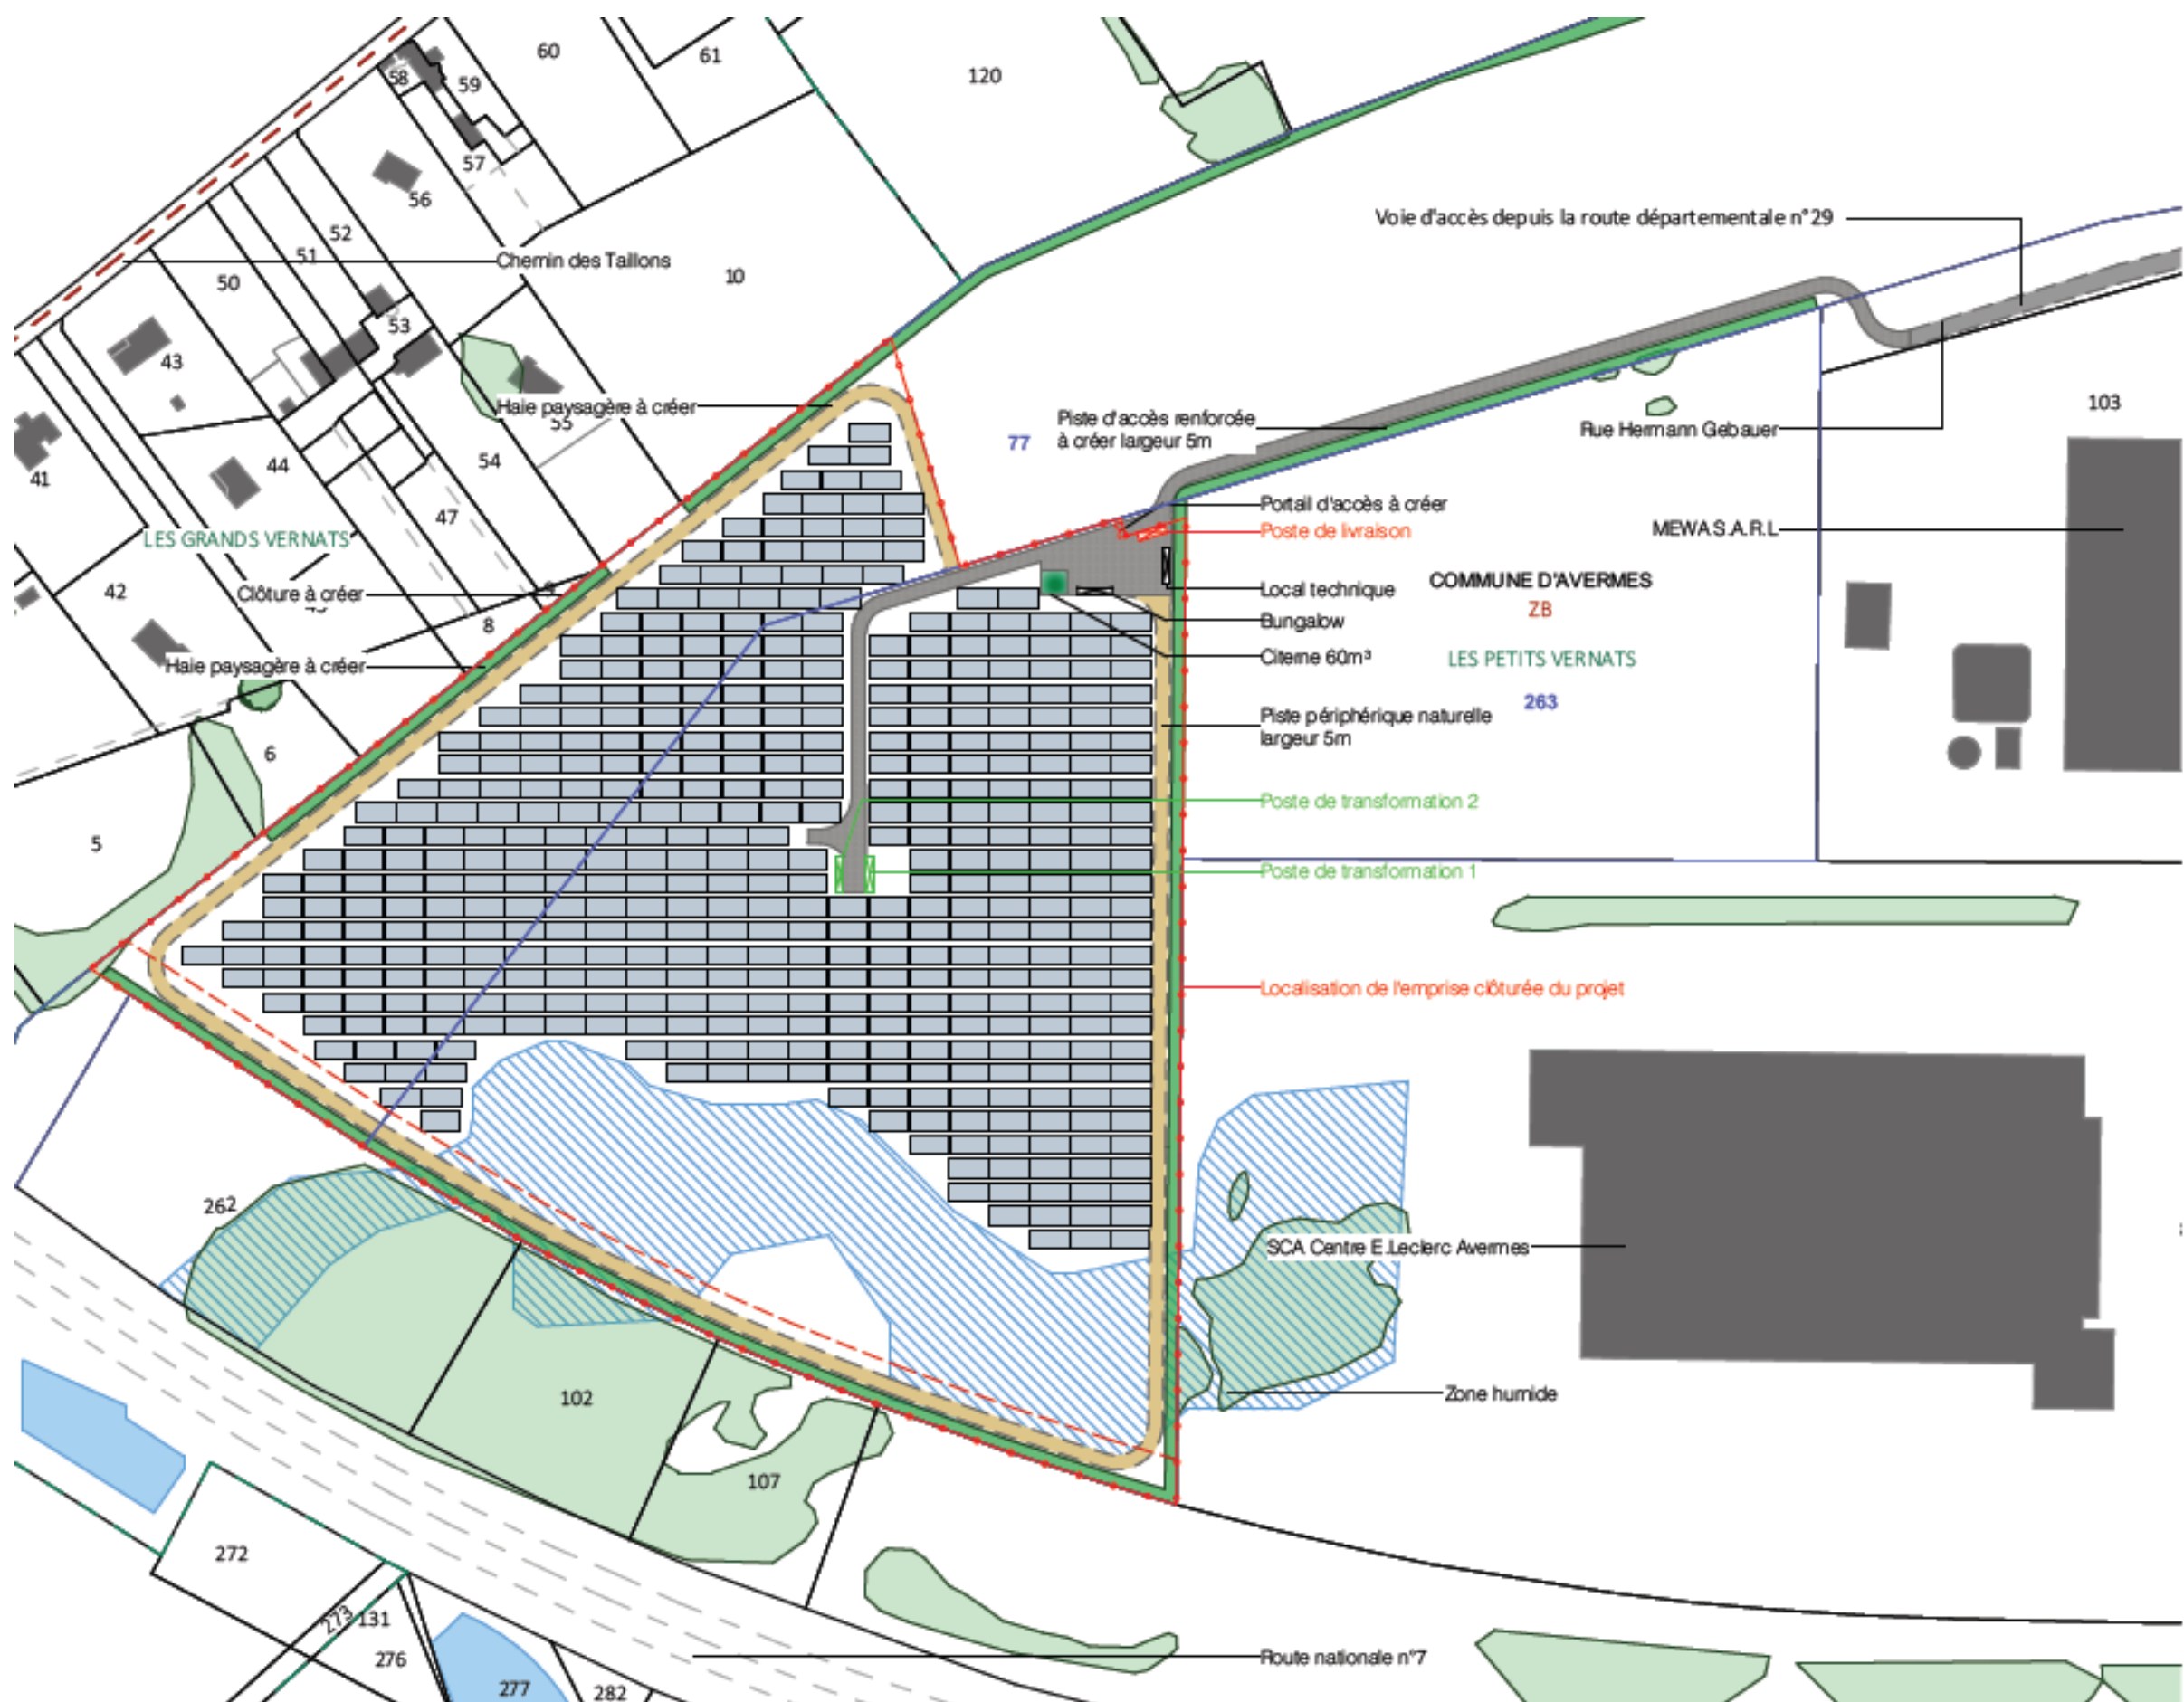 60
61
120
58
59
57
56
52
51
50
Voie d'accès depuis la route départementale n°29
Chemin des Taillons
10
53
43
103
Haie paysagère à créer
55
Piste d'accès renforcée
à créer largeur 5m
77
Rue Hermann Gebauer
41
44
54
47
Portail d'accès à créer
Poste de livraison
MEWA S.A.R.L
LES GRANDS VERNATS
COMMUNE D'AVERMES
ZB
42
Clôture à créer
9
Local technique
8
Bungalow
Citerne 60m³
LES PETITS VERNATS
Haie paysagère à créer
263
Piste périphérique naturelle
largeur 5m
6
Poste de transformation 2
5
Poste de transformation 1
Localisation de l'emprise clôturée du projet
262
SCA Centre E.Leclerc Avermes
102
Zone humide
107
272
273
131
276
277
282
Route nationale n°7